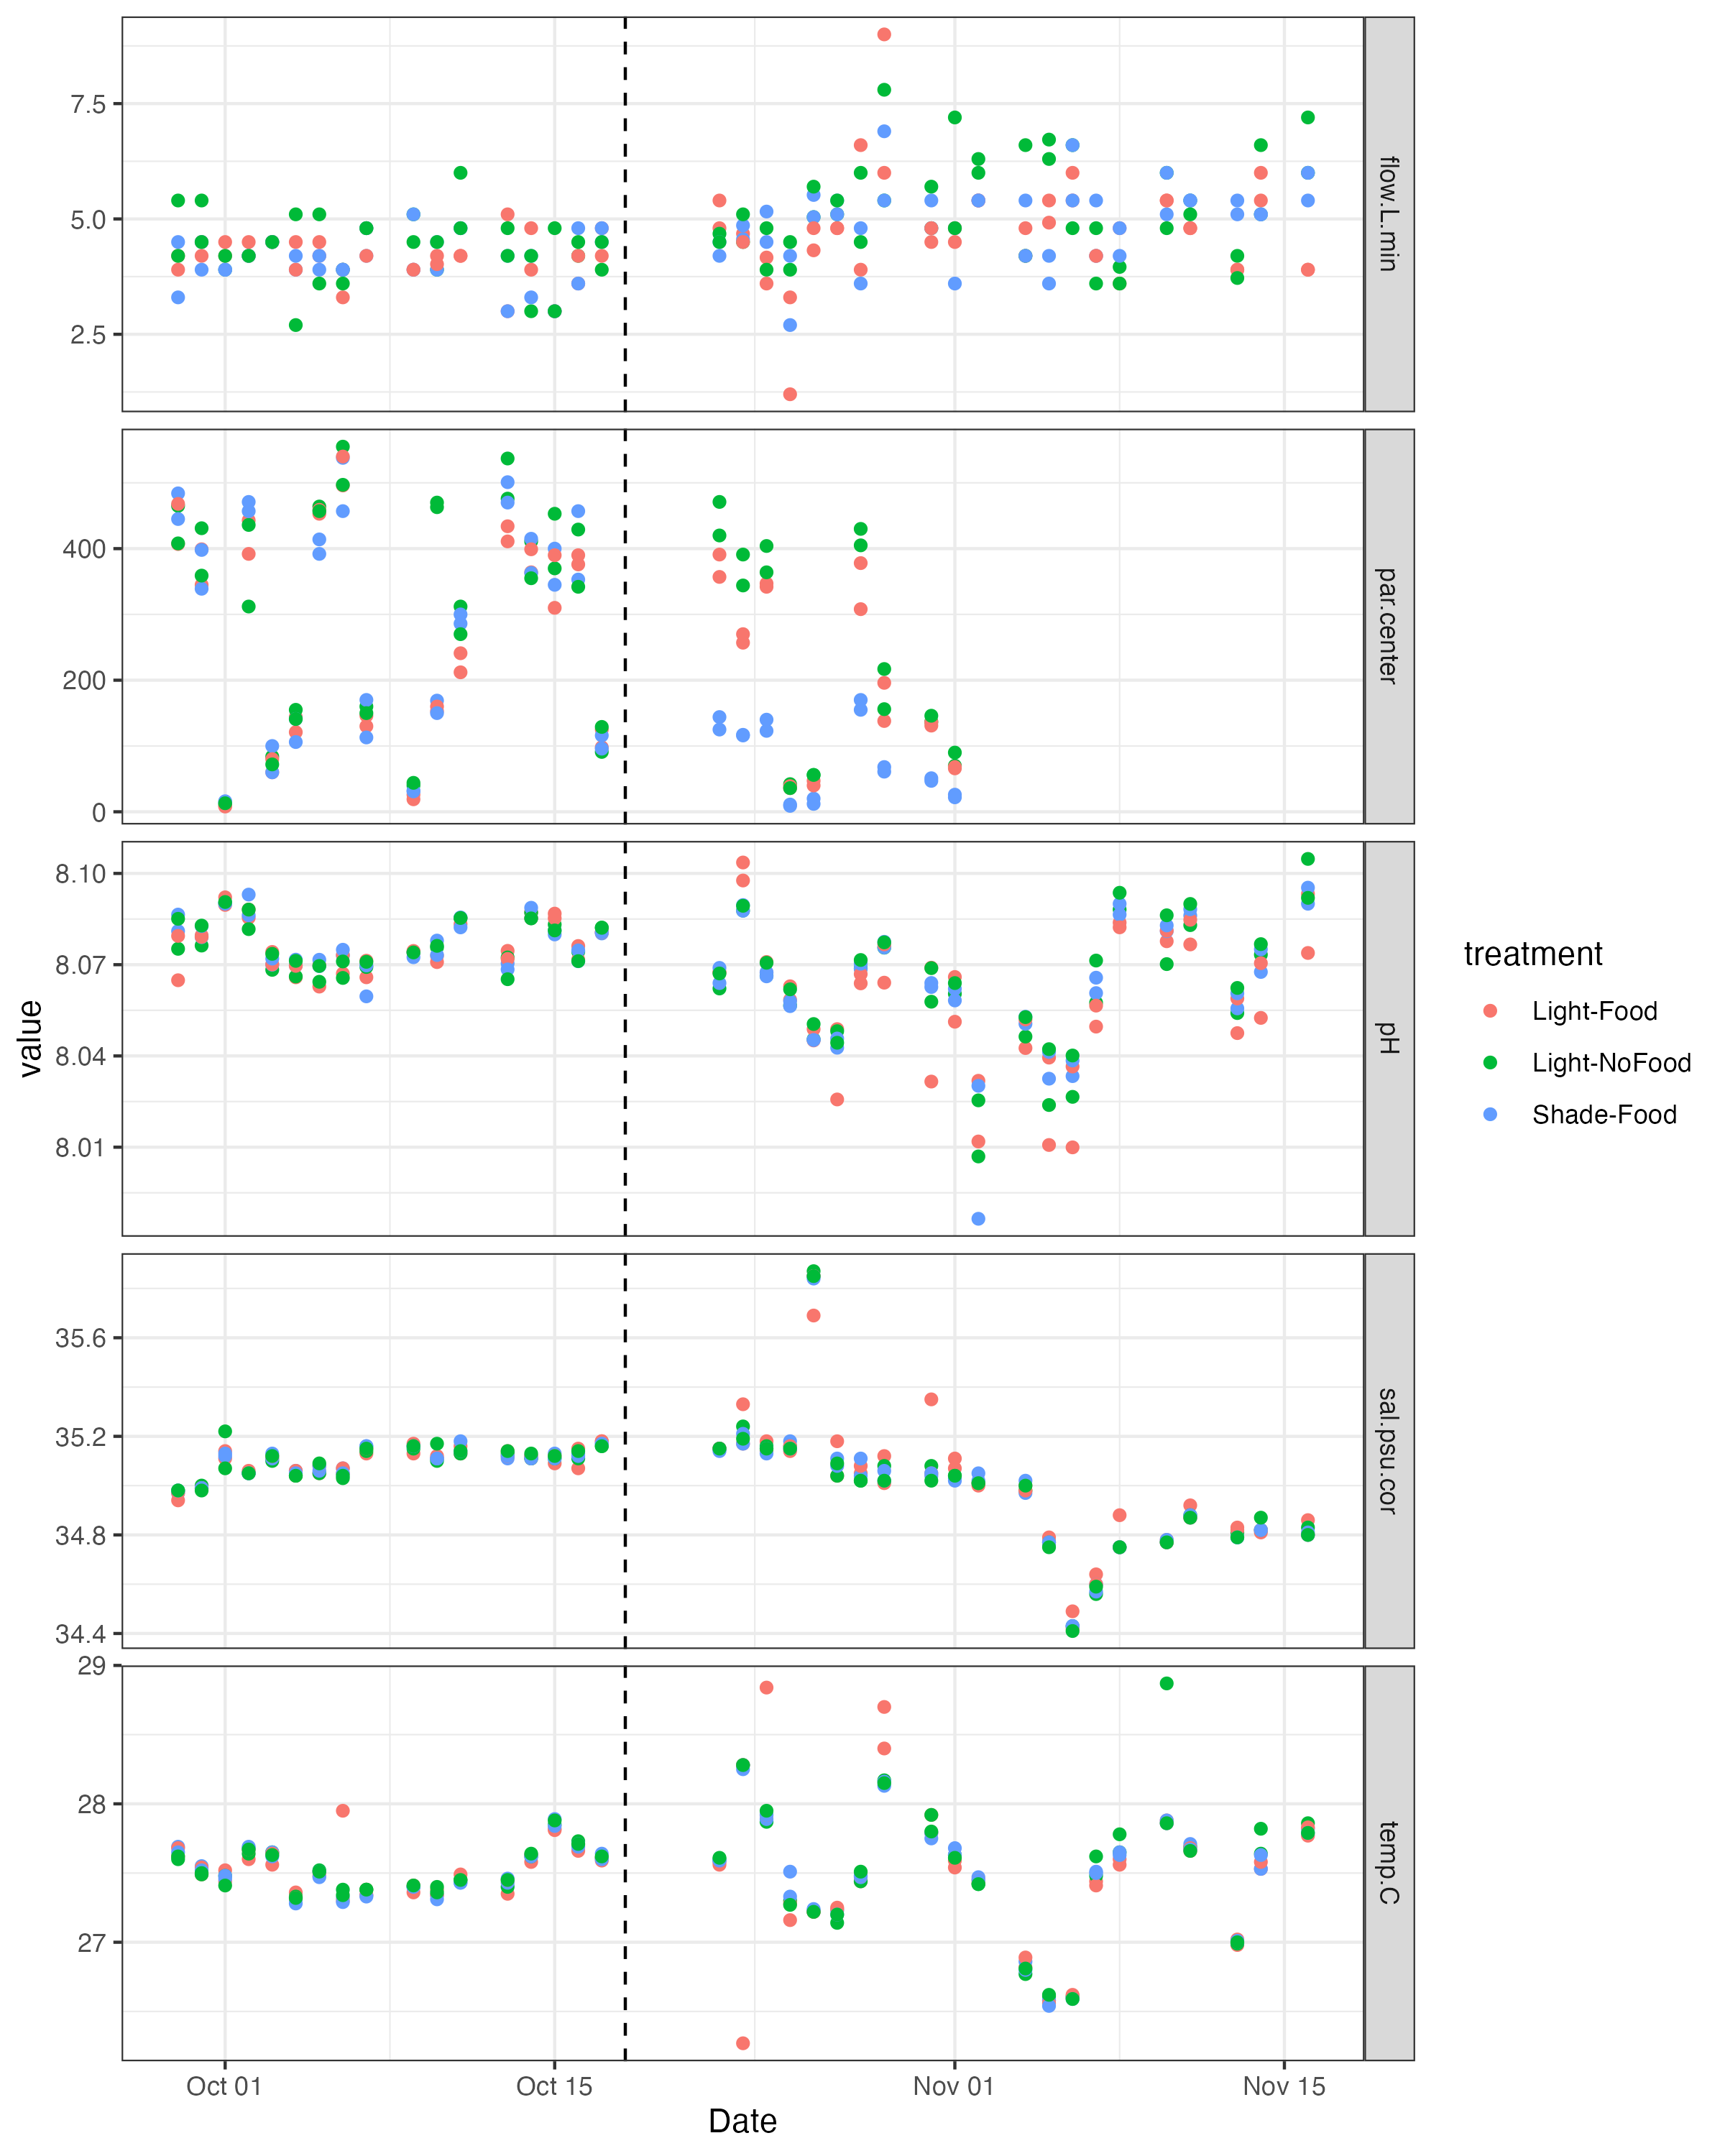 7.5
5.0
2.5
flow.L.min
400
200
0
par.center
8.10
8.07
8.04
8.01
pH
35.6
35.2
34.8
34.4
sal.psu.cor
29
28
27
temp.C
Oct 01
Oct 15
Nov 01
Nov 15
Date
value
treatment
Light-Food
Light-NoFood
Shade-Food